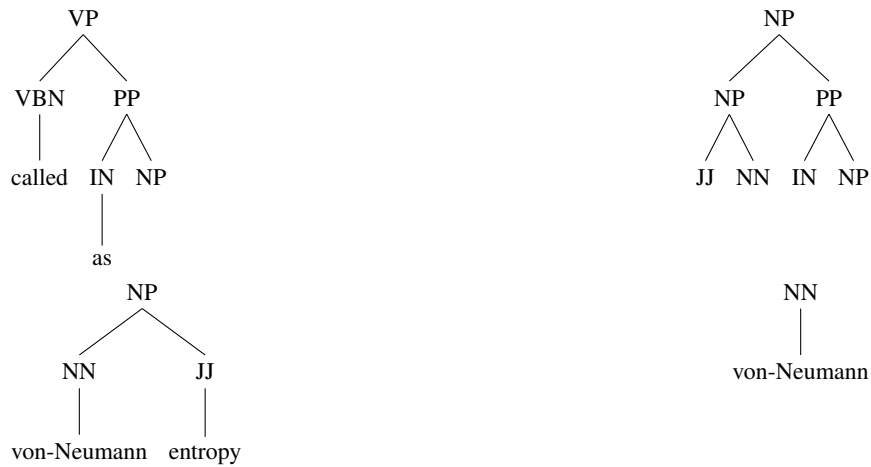 VP NP
VBN PP NP PP
called IN NP JJ NN IN NP
as
NP NN
NN JJ von-Neumann
von-Neumann entropy